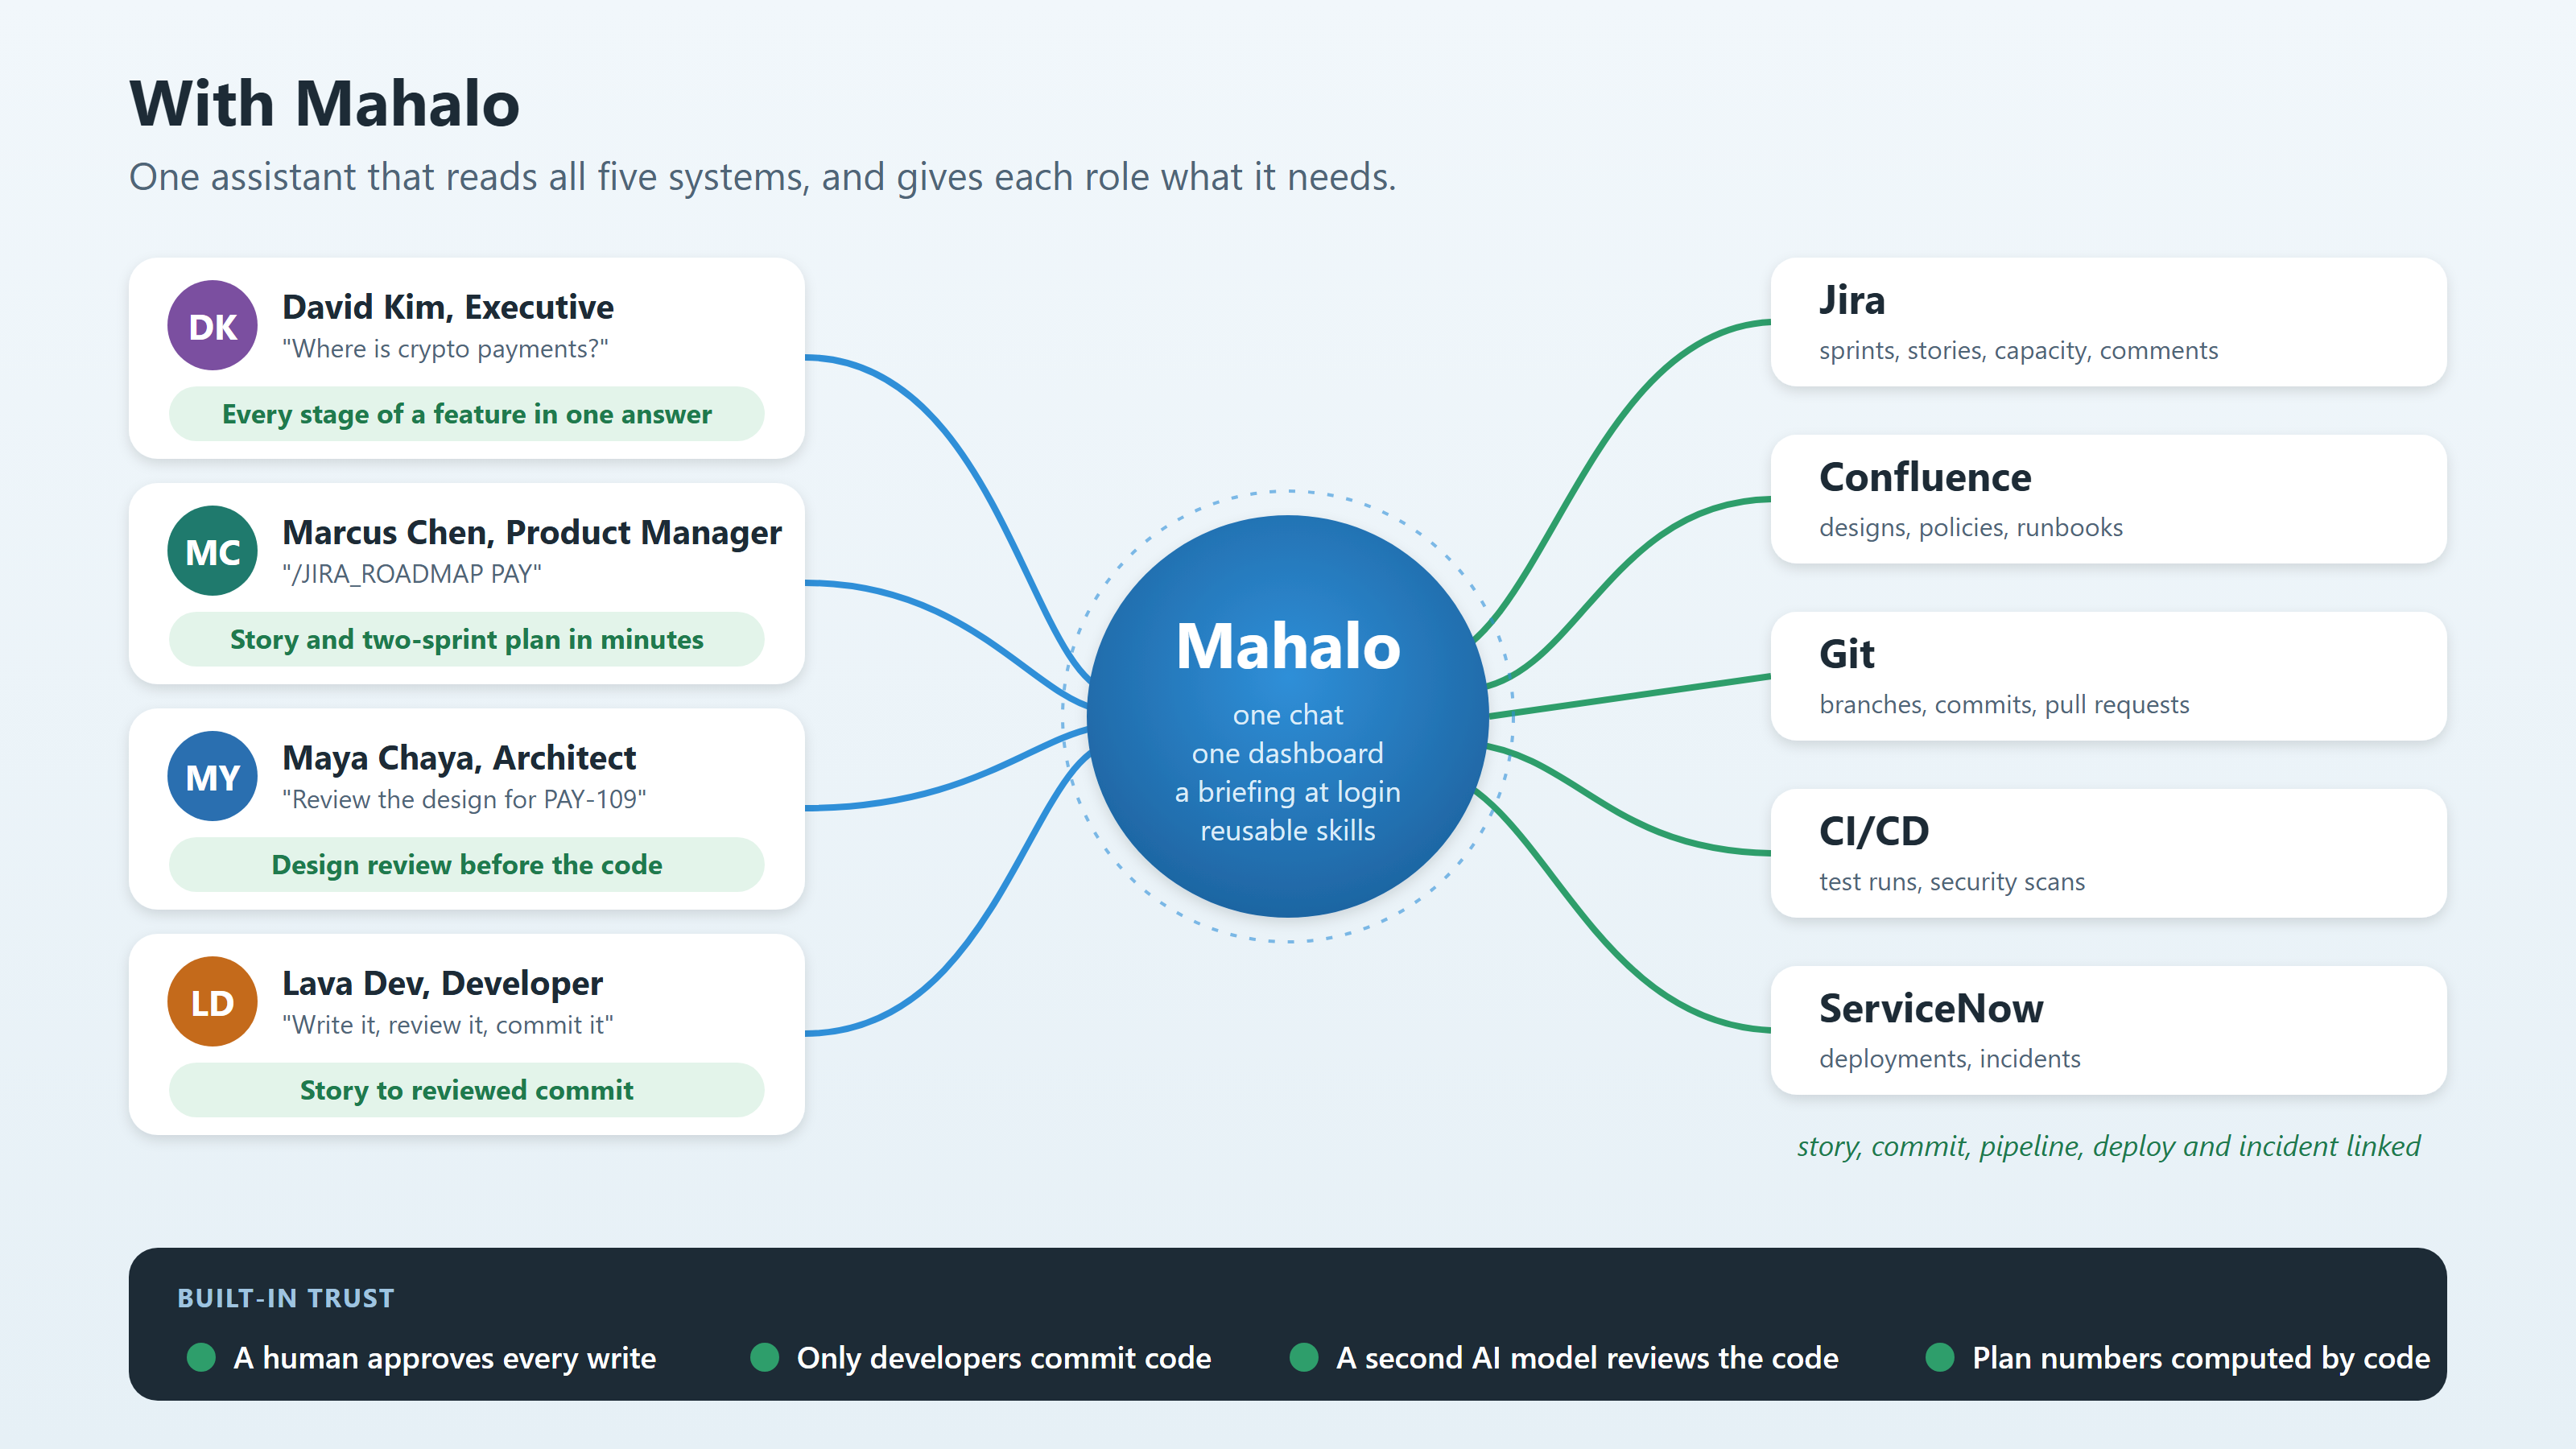 With Mahalo
One assistant that reads all five systems, and gives each role what it needs.
DK
David Kim, Executive
"Where is crypto payments?"
Every stage of a feature in one answer
MC
Marcus Chen, Product Manager
"/JIRA_ROADMAP PAY"
Story and two-sprint plan in minutes
MY
Maya Chaya, Architect
"Review the design for PAY-109"
Design review before the code
LD
Lava Dev, Developer
"Write it, review it, commit it"
Story to reviewed commit
Mahalo
one chat
one dashboard
a briefing at login
reusable skills
Jira
sprints, stories, capacity, comments
Confluence
designs, policies, runbooks
Git
branches, commits, pull requests
CI/CD
test runs, security scans
ServiceNow
deployments, incidents
story, commit, pipeline, deploy and incident linked
BUILT-IN TRUST
A human approves every write
Only developers commit code
A second AI model reviews the code
Plan numbers computed by code